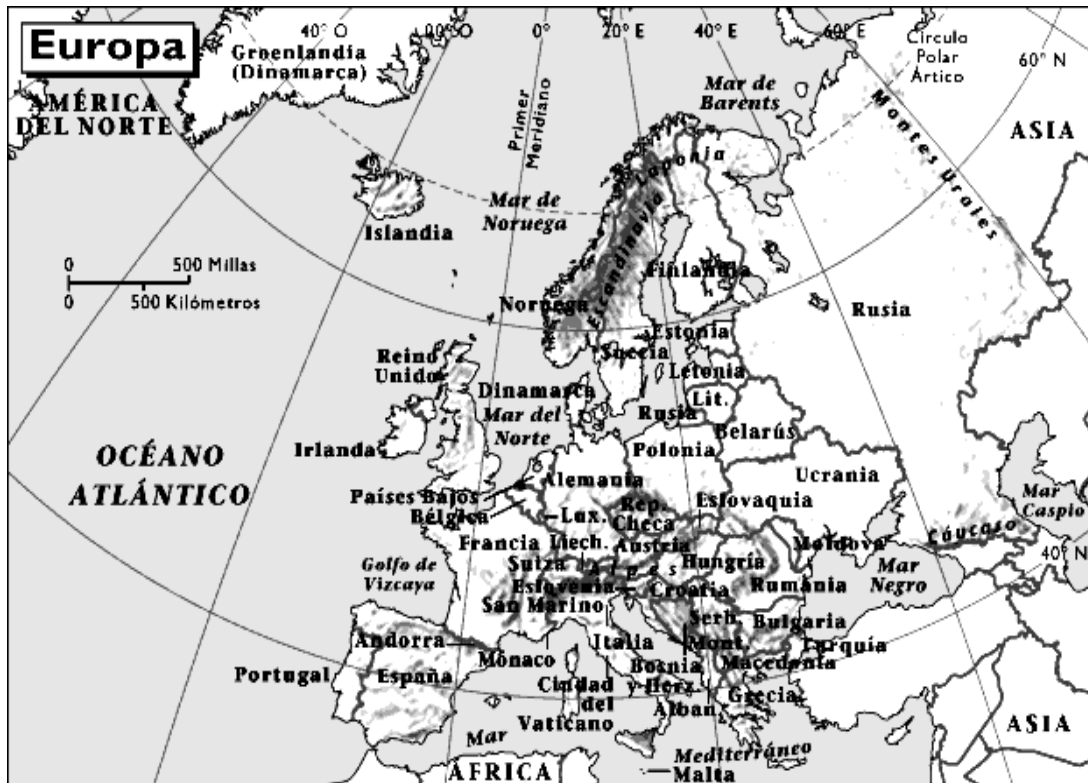 Europa
40° O
20° O
0°
20° E
40° E
60° E
Círculo
Polar
Ártico
60° N
Groenlandia
(Dinamarca)
AMÉRICA
DEL NORTE
Mar de
Barents
Primer
Meridiano
Montes Urales
ASIA
Laponia
Mar de
Noruega
Islandia
Escandinavia
0
500 Millas
0
500 Kilómetros
Finlandia
Noruega
Rusia
Estonia
Suecia
Letonia
Reino
Unido
Dinamarca
Lit.
Rusia
Mar del
Norte
Belarús
Irlanda
Polonia
OCÉANO
ATLÁNTICO
Ucrania
Alemania
Países Bajos
Eslovaquia
Mar
Caspio
Bélgica
Lux.
Rep.
Checa
Cáucaso
Francia
Liech.
Austria
Moldova
40° N
Golfo de
Vizcaya
Suiza
Alpes
Hungría
Mar
Negro
Eslovenia
Croatia
Rumania
San Marino
Serb.
Mont.
Bulgaria
Andorra
Italia
Turquía
Mónaco
Bosnia
y Herz.
Macedonia
Portugal
España
Ciudad
del
Vaticano
Grecia
Alban.
Mar
Mediterráneo
ASIA
ÁFRICA
Malta